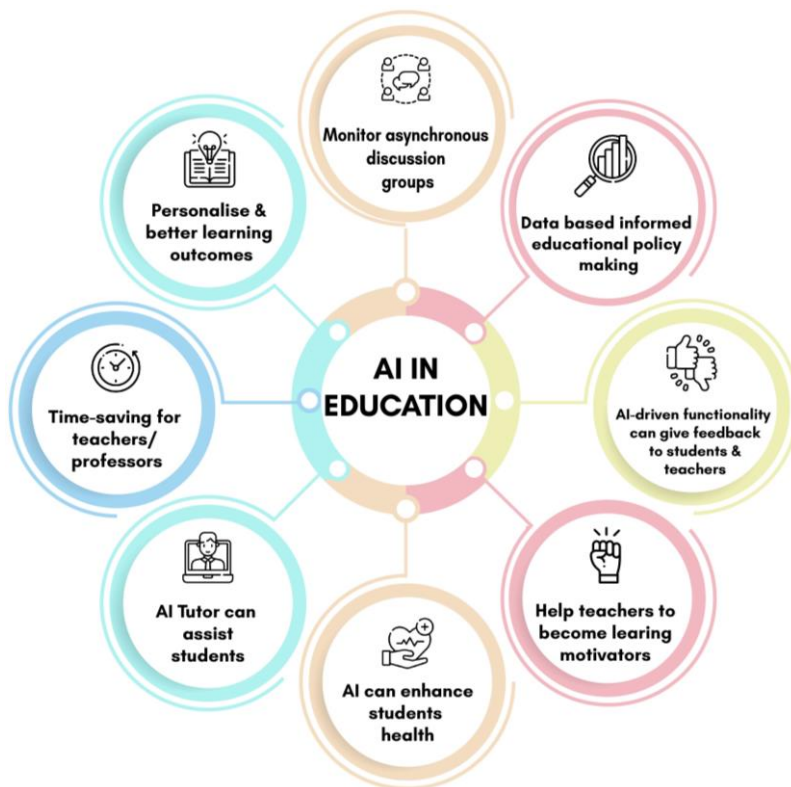 Monitor asynchronous
discussion
groups
Personalise &
better learning
outcomes
Data based informed
educational policy
making
AI IN
EDUCATION
Time-saving for
teachers/
professors
AI-driven functionality
can give feedback
to students &
teachers
AI Tutor can
assist
students
Help teachers to
become learing
motivators
AI can enhance
students
health